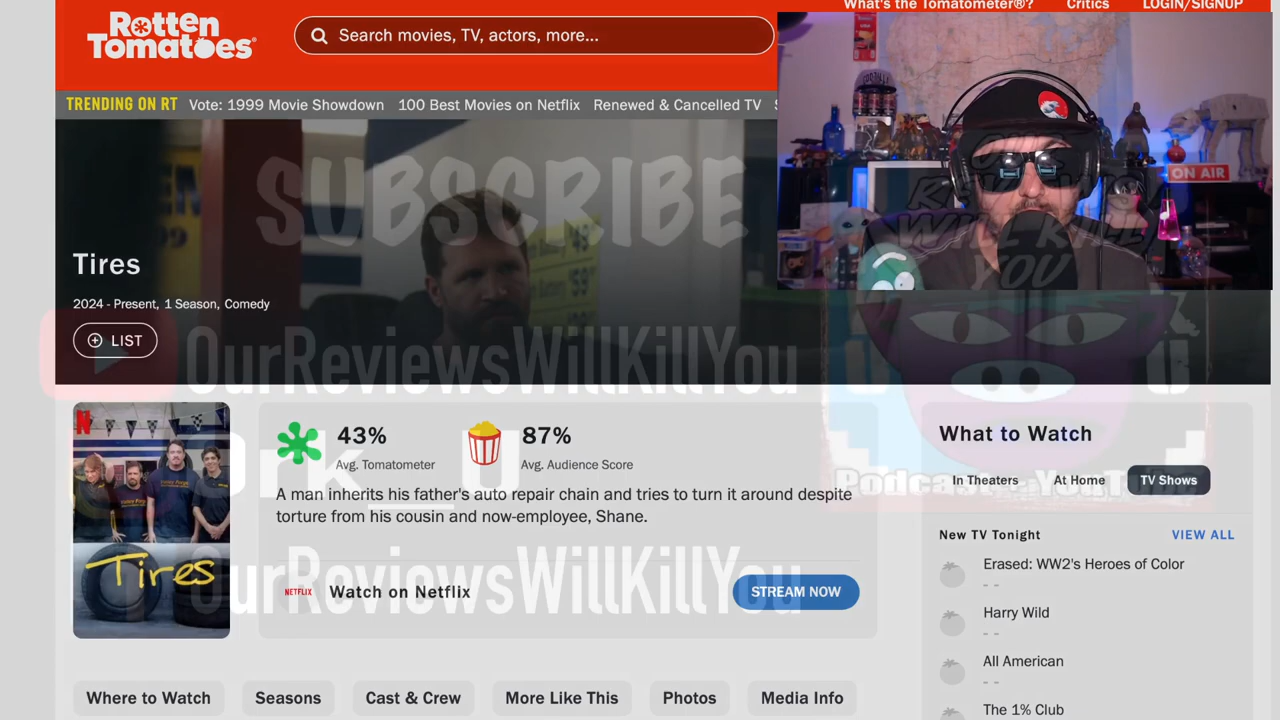 What's the Tomatometer®?
Critics
LOGIN/SIGNUP
Rotten
Tomatoes®
Search movies, TV, actors, more...
TRENDING ON RT
Vote: 1999 Movie Showdown
100 Best Movies on Netflix
Renewed & Cancelled TV
ON AIR
WILL KILL
YOU
SUBSCRIBE
Tires
2024 - Present, 1 Season, Comedy
LIST
OurReviewsWillKillYou
N
43%
Avg. Tomatometer
87%
Avg. Audience Score
A man inherits his father's auto repair chain and tries to turn it around despite
torture from his cousin and now-employee, Shane.
Tires
OurReviewsWillKillYou
NETFLIX
Watch on Netflix
STREAM NOW
What to Watch
Podcast
YouTube
In Theaters
At Home
TV Shows
New TV Tonight
VIEW ALL
Erased: WW2's Heroes of Color
- -
Harry Wild
- -
All American
- -
The 1% Club
Where to Watch
Seasons
Cast & Crew
More Like This
Photos
Media Info